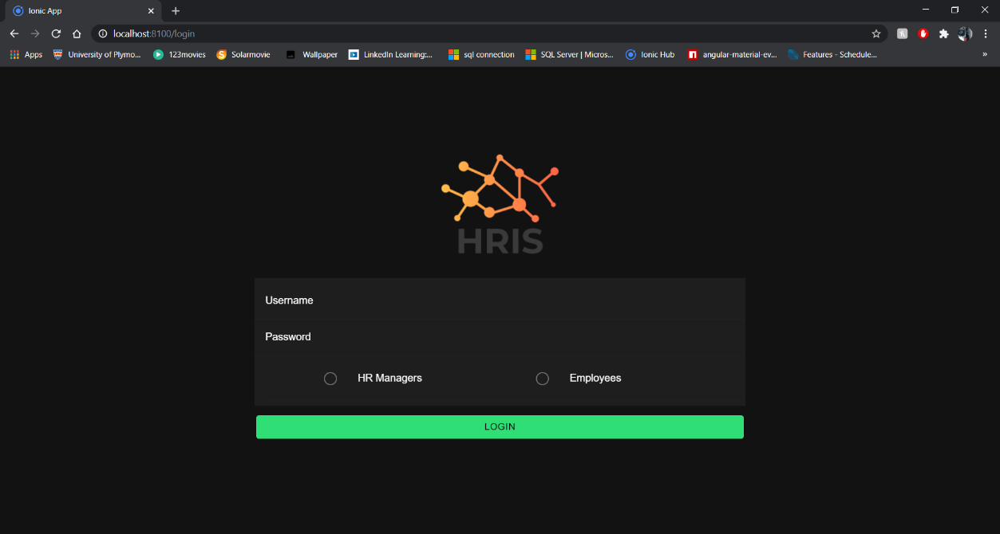 Ionic App
localhost:8100/login
Apps University of Plymo... 123movies Solarmovie Wallpaper LinkedIn Learning:... sql connection SQL Server | Micros... Ionic Hub angular-material-ev... Features - Schedule... »
HRIS
Username
Password
HR Managers Employees
LOGIN